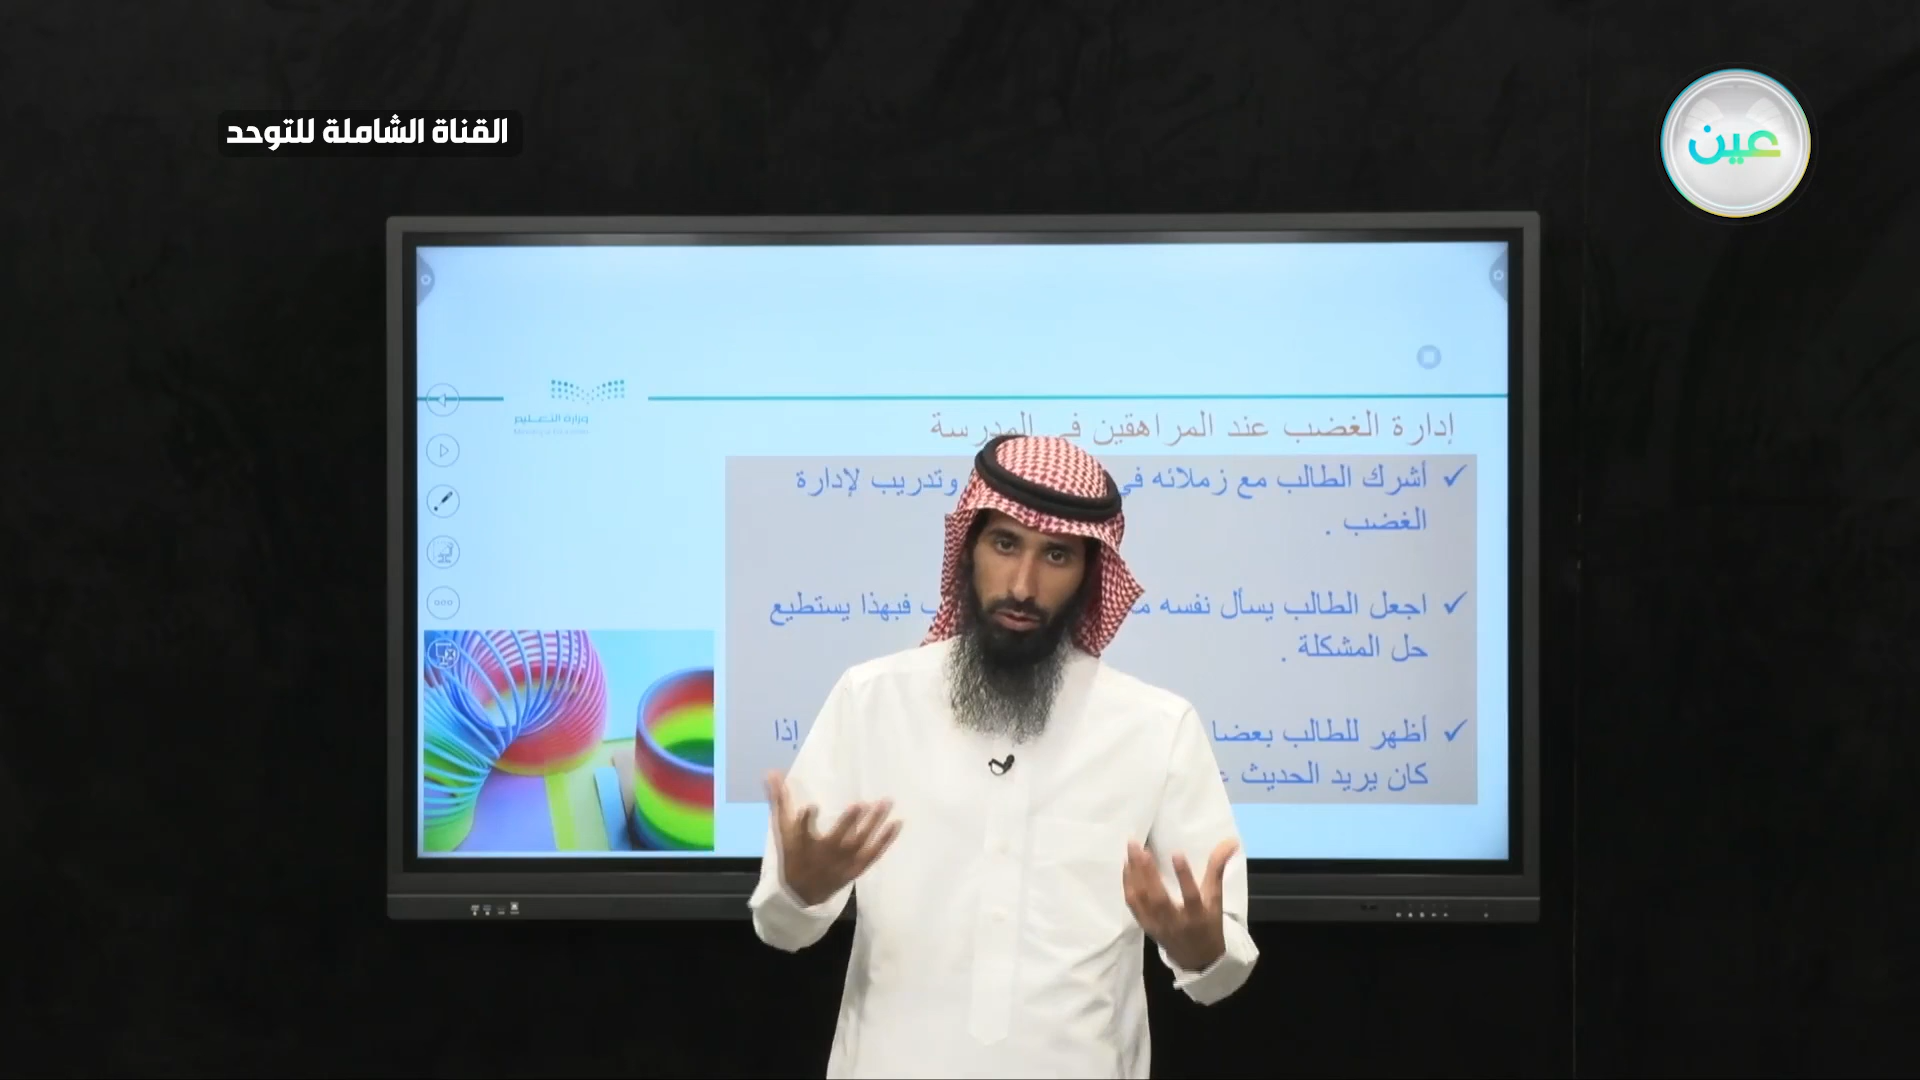 القناة الشاملة للتوحد
عين
وزارة التعليم
إدارة الغضب عند المراهقين في المدرسة
✓ أشرك الطالب مع زملائه في وتدريب لإدارة
الغضب .
✓ اجعل الطالب يسأل نفسه فبهذا يستطيع
حل المشكلة .
✓ أظهر للطالب بعضا إذا
كان يريد الحديث